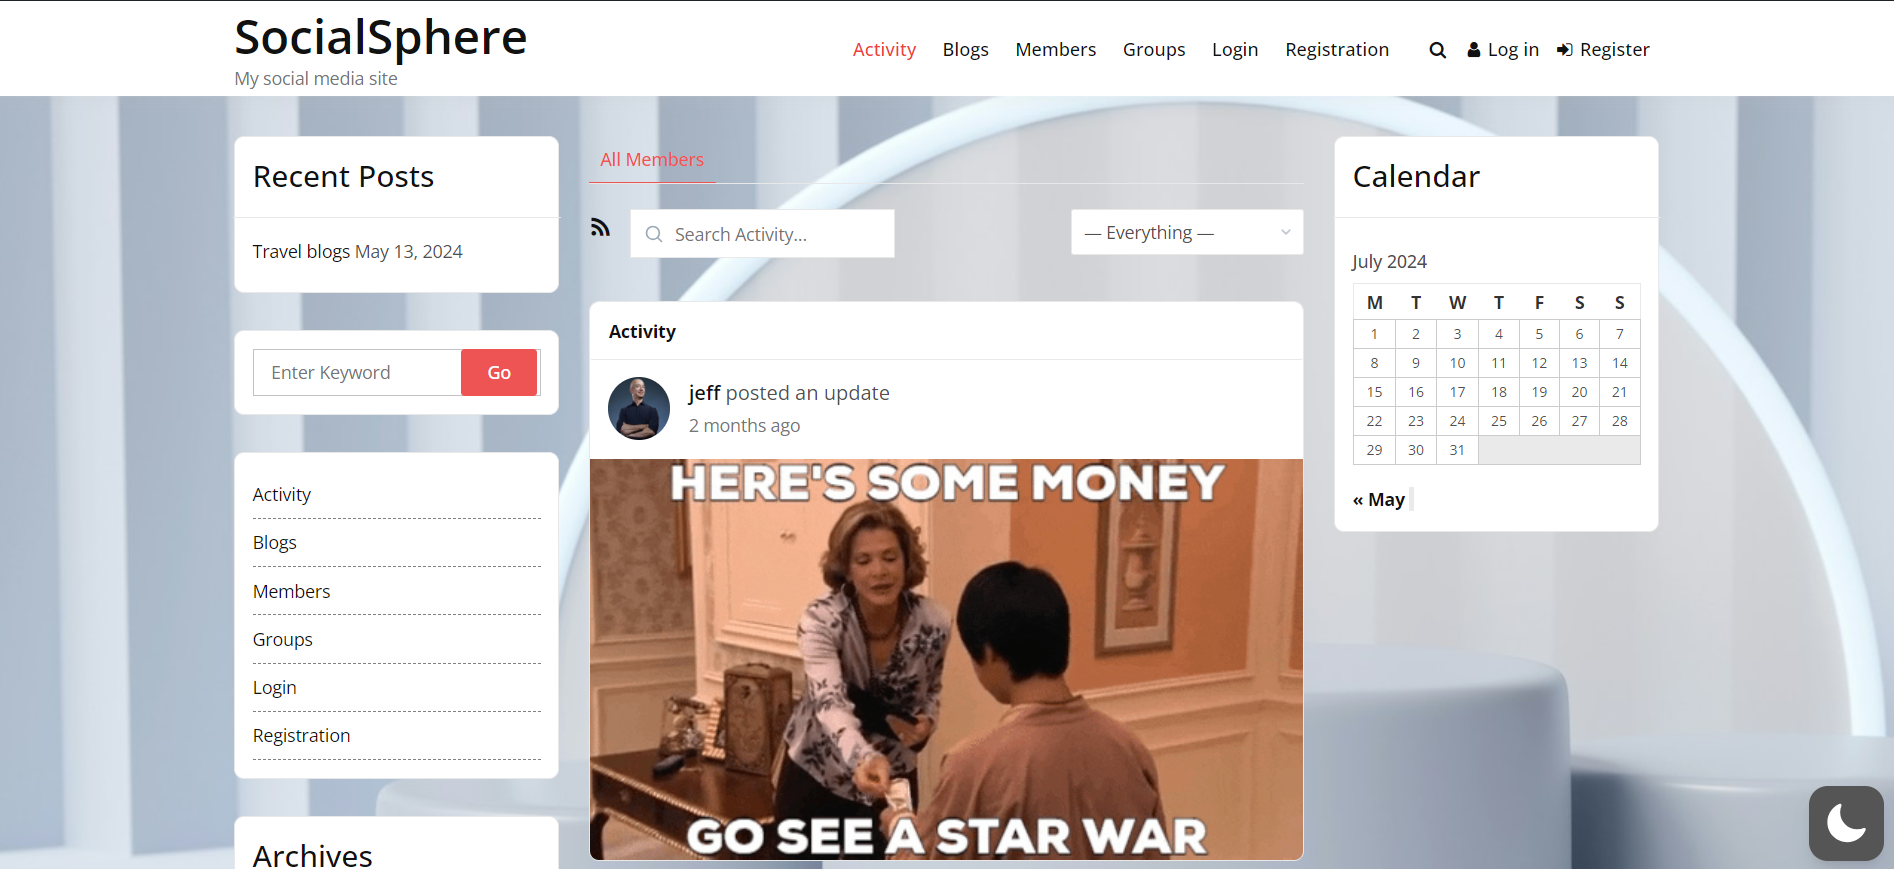 SocialSphere
My social media site
Activity Blogs Members Groups Login Registration Log in Register
Recent Posts
Travel blogs May 13, 2024
Enter Keyword Go
Activity
Blogs
Members
Groups
Login
Registration
Archives
All Members
Search Activity... — Everything —
Activity
jeff posted an update
2 months ago
HERE'S SOME MONEY
GO SEE A STAR WAR
Calendar
July 2024
M T W T F S S
1 2 3 4 5 6 7
8 9 10 11 12 13 14
15 16 17 18 19 20 21
22 23 24 25 26 27 28
29 30 31
« May